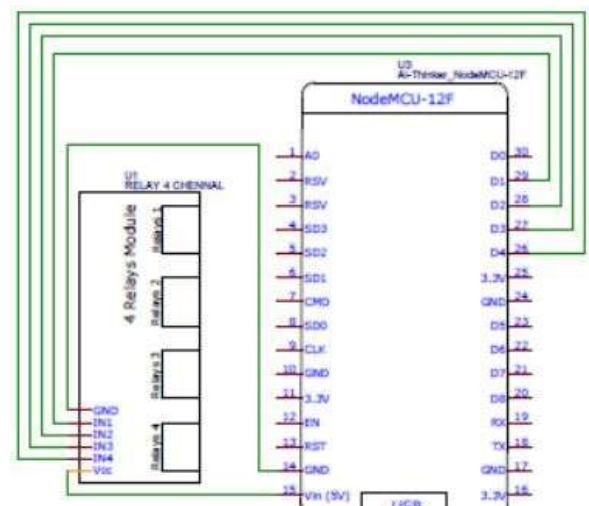 U3
Ai-Thinker_NodeMCU-12F
NodeMCU-12F
U1
RELAY 4 CHENNAL
4 Relays Module
Relays 1
Relays 2
Relays 3
Relays 4
GND
IN1
IN2
IN3
IN4
Vcc
1 A0
2 RSV
3 RSV
4 SD3
5 SD2
6 SD1
7 CMD
8 SD0
9 CLK
10 GND
11 3.3V
12 EN
13 RST
14 GND
15 Vin (5V)
D0 30
D1 29
D2 28
D3 27
D4 26
3.3V 25
GND 24
D5 23
D6 22
D7 21
D8 20
RX 19
TX 18
GND 17
3.3V 16
USB